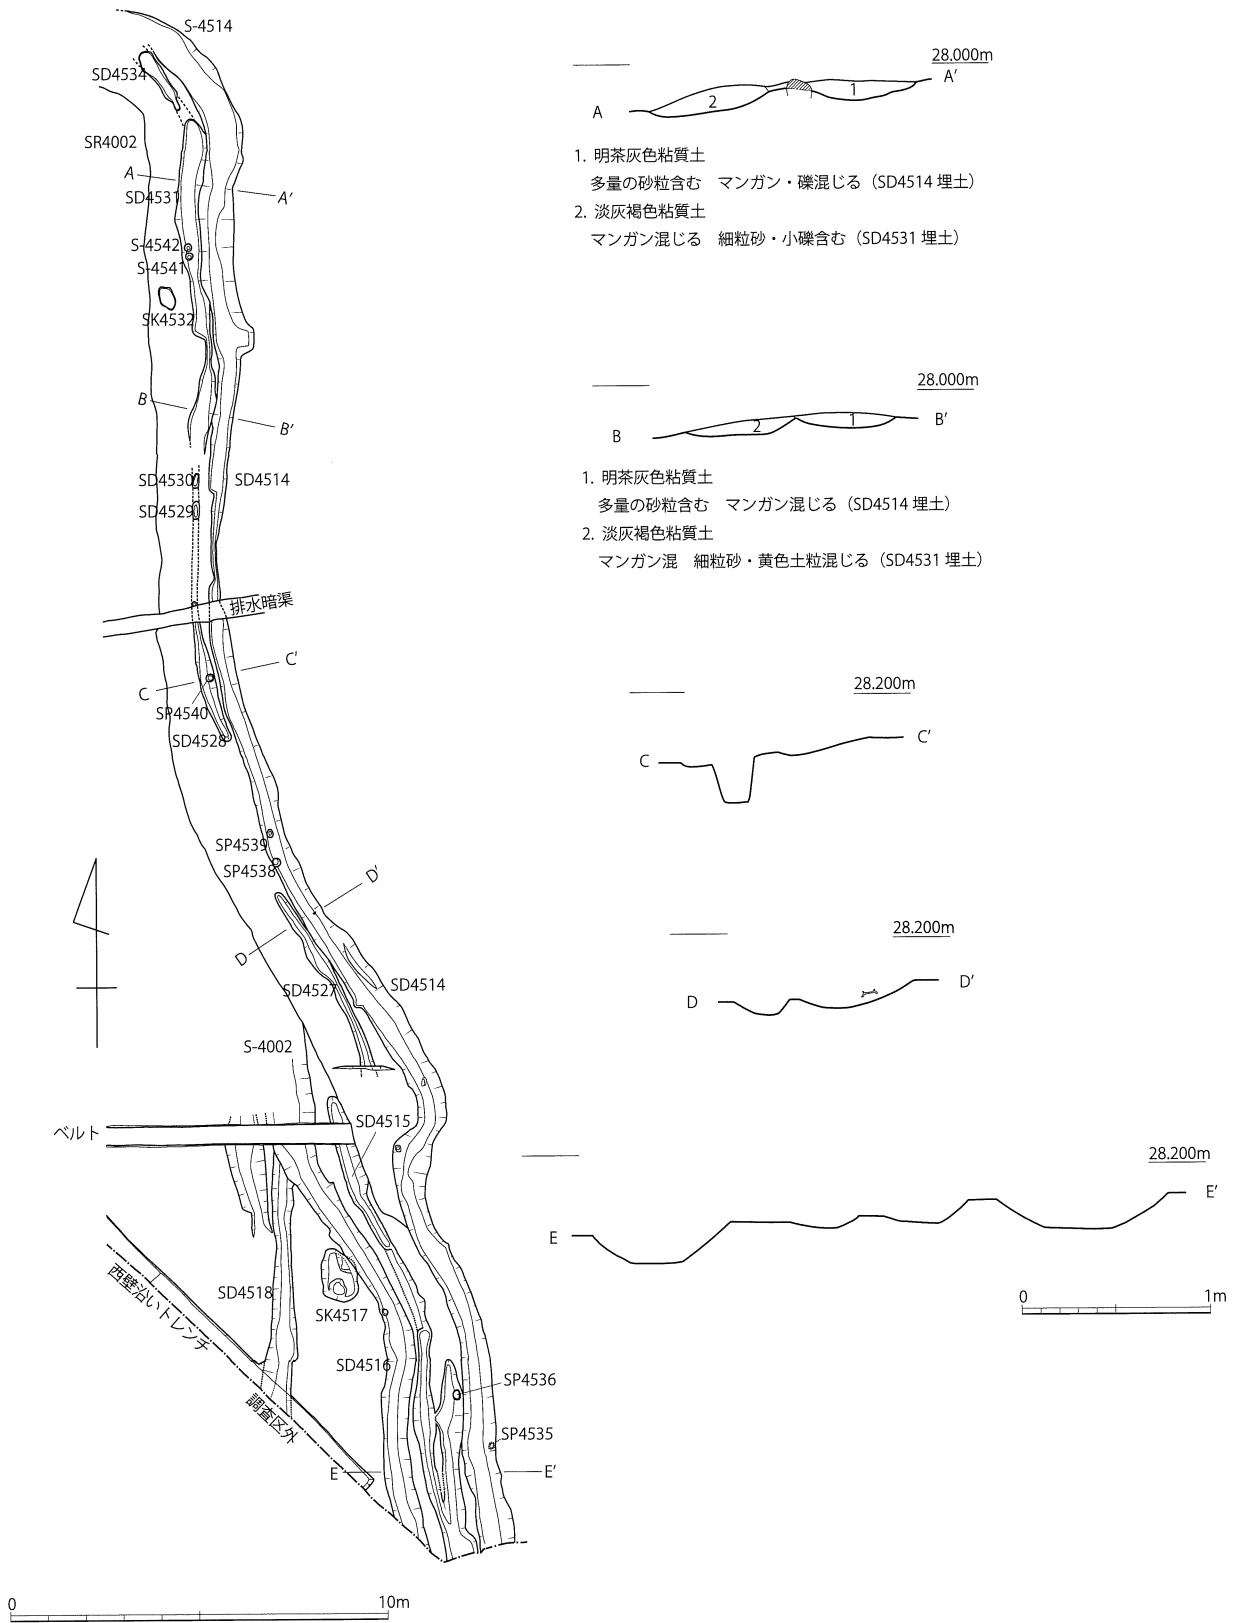 S-4514
SD4534
SR4002
A
A′
SD4531
S-4542
S-4541
SK4532
B
B′
SD4530
SD4514
SD4529
排水暗渠
C′
C
SP4540
SD4528
SP4539
SP4538
D′
D
SD4527
SD4514
S-4002
SD4515
ベルト
SD4518
SK4517
西壁沿いトレンチ
SD4516
SP4536
調査区外
SP4535
E
E′
0
10m
28.000m
A
A′
2
1
1. 明茶灰色粘質土
多量の砂粒含む　マンガン・礫混じる（SD4514 埋土）
2. 淡灰褐色粘質土
マンガン混じる　細粒砂・小礫含む（SD4531 埋土）
28.000m
B
B′
2
1
1. 明茶灰色粘質土
多量の砂粒含む　マンガン混じる（SD4514 埋土）
2. 淡灰褐色粘質土
マンガン混　細粒砂・黄色土粒混じる（SD4531 埋土）
28.200m
C
C′
28.200m
D
D′
28.200m
E
E′
0
1m